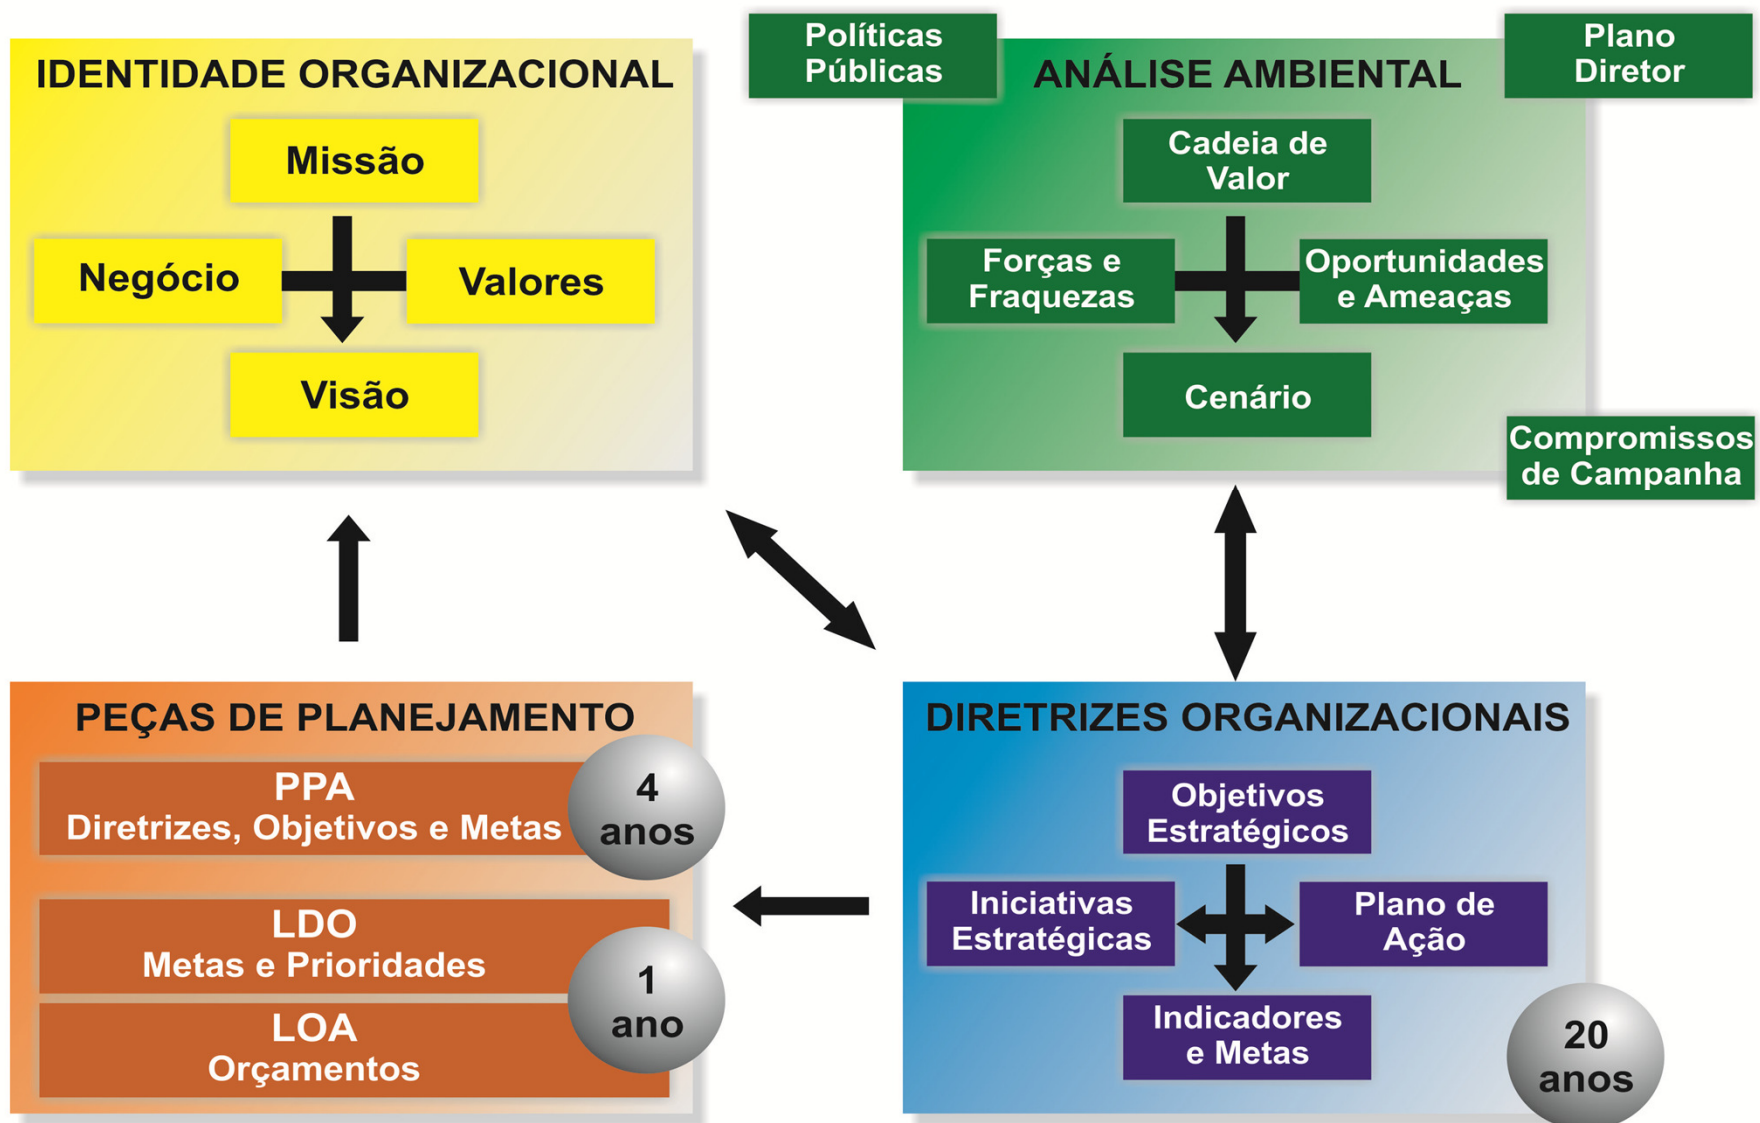 IDENTIDADE ORGANIZACIONAL
Missão
Negócio
Valores
Visão
Políticas
Públicas
ANÁLISE AMBIENTAL
Plano
Diretor
Cadeia de
Valor
Forças e
Fraquezas
Oportunidades
e Ameaças
Cenário
Compromissos
de Campanha
PEÇAS DE PLANEJAMENTO
PPA
Diretrizes, Objetivos e Metas
4
anos
LDO
Metas e Prioridades
1
ano
LOA
Orçamentos
DIRETRIZES ORGANIZACIONAIS
Objetivos
Estratégicos
Iniciativas
Estratégicas
Plano de
Ação
Indicadores
e Metas
20
anos